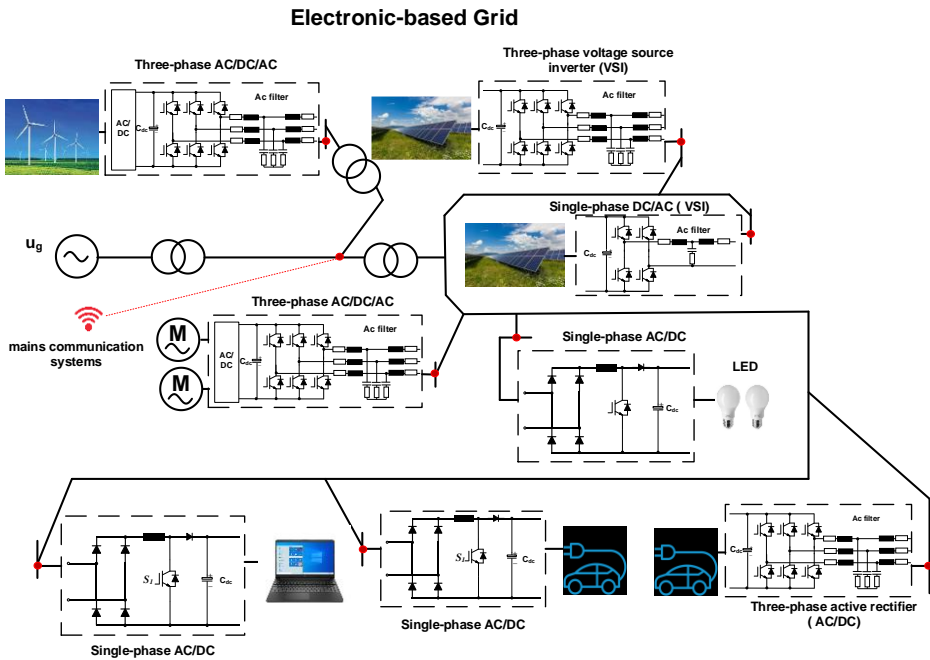 Electronic-based Grid
Three-phase AC/DC/AC
AC/
DC
Cdc
Ac filter
Three-phase voltage source
inverter (VSI)
Cdc
Ac filter
Single-phase DC/AC ( VSI)
Cdc
Ac filter
ug
mains communication
systems
Three-phase AC/DC/AC
M
M
AC/
DC
Cdc
Ac filter
Single-phase AC/DC
Cdc
LED
S1
Cdc
Single-phase AC/DC
S1
Cdc
Single-phase AC/DC
Cdc
Ac filter
Three-phase active rectifier
( AC/DC)